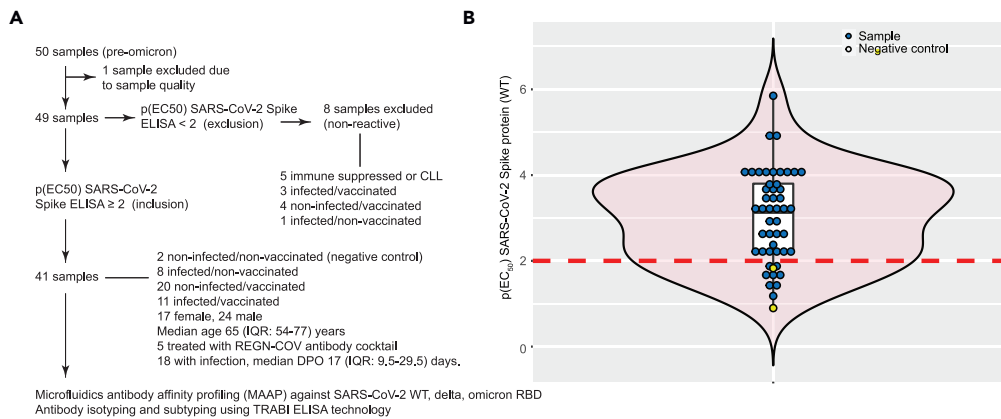 A
50 samples (pre-omicron)
1 sample excluded due
to sample quality
49 samples
p(EC50) SARS-CoV-2 Spike
ELISA < 2 (exclusion)
8 samples excluded
(non-reactive)
5 immune suppressed or CLL
3 infected/vaccinated
4 non-infected/vaccinated
1 infected/non-vaccinated
p(EC50) SARS-CoV-2
Spike ELISA ≥ 2 (inclusion)
41 samples
2 non-infected/non-vaccinated (negative control)
8 infected/non-vaccinated
20 non-infected/vaccinated
11 infected/vaccinated
17 female, 24 male
Median age 65 (IQR: 54-77) years
5 treated with REGN-COV antibody cocktail
18 with infection, median DPO 17 (IQR: 9.5-29.5) days.
Microfluidics antibody affinity profiling (MAAP) against SARS-CoV-2 WT, delta, omicron RBD
Antibody isotyping and subtyping using TRABI ELISA technology
B
Sample
Negative control
p(EC50) SARS-CoV-2 Spike protein (WT)
6
4
2
0